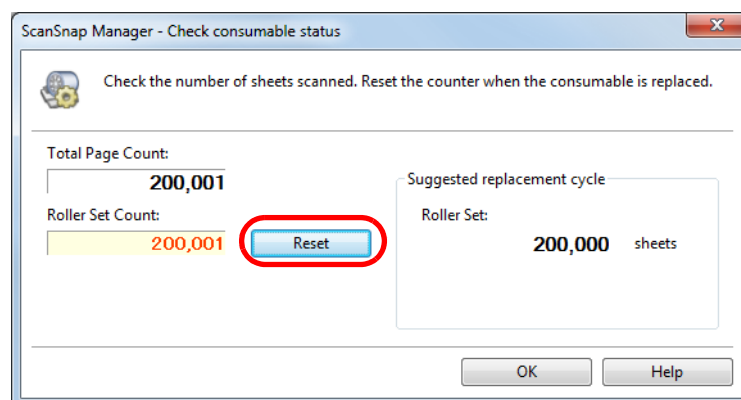 ScanSnap Manager - Check consumable status
Check the number of sheets scanned. Reset the counter when the consumable is replaced.
Total Page Count:
200,001
Roller Set Count:
200,001
Reset
Suggested replacement cycle
Roller Set:
200,000 sheets
OK
Help